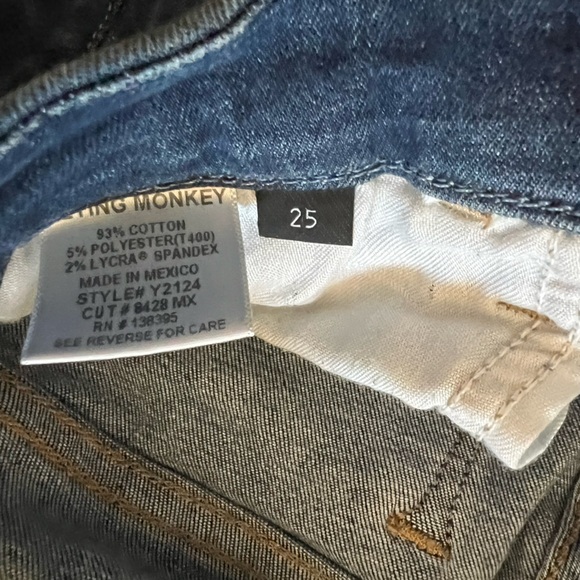 YING MONKEY
93% COTTON
5% POLYESTER(T400)
2% LYCRA® SPANDEX
MADE IN MEXICO
STYLE# Y2124
CUT # 8428 MX
RN # 138395
SEE REVERSE FOR CARE
25